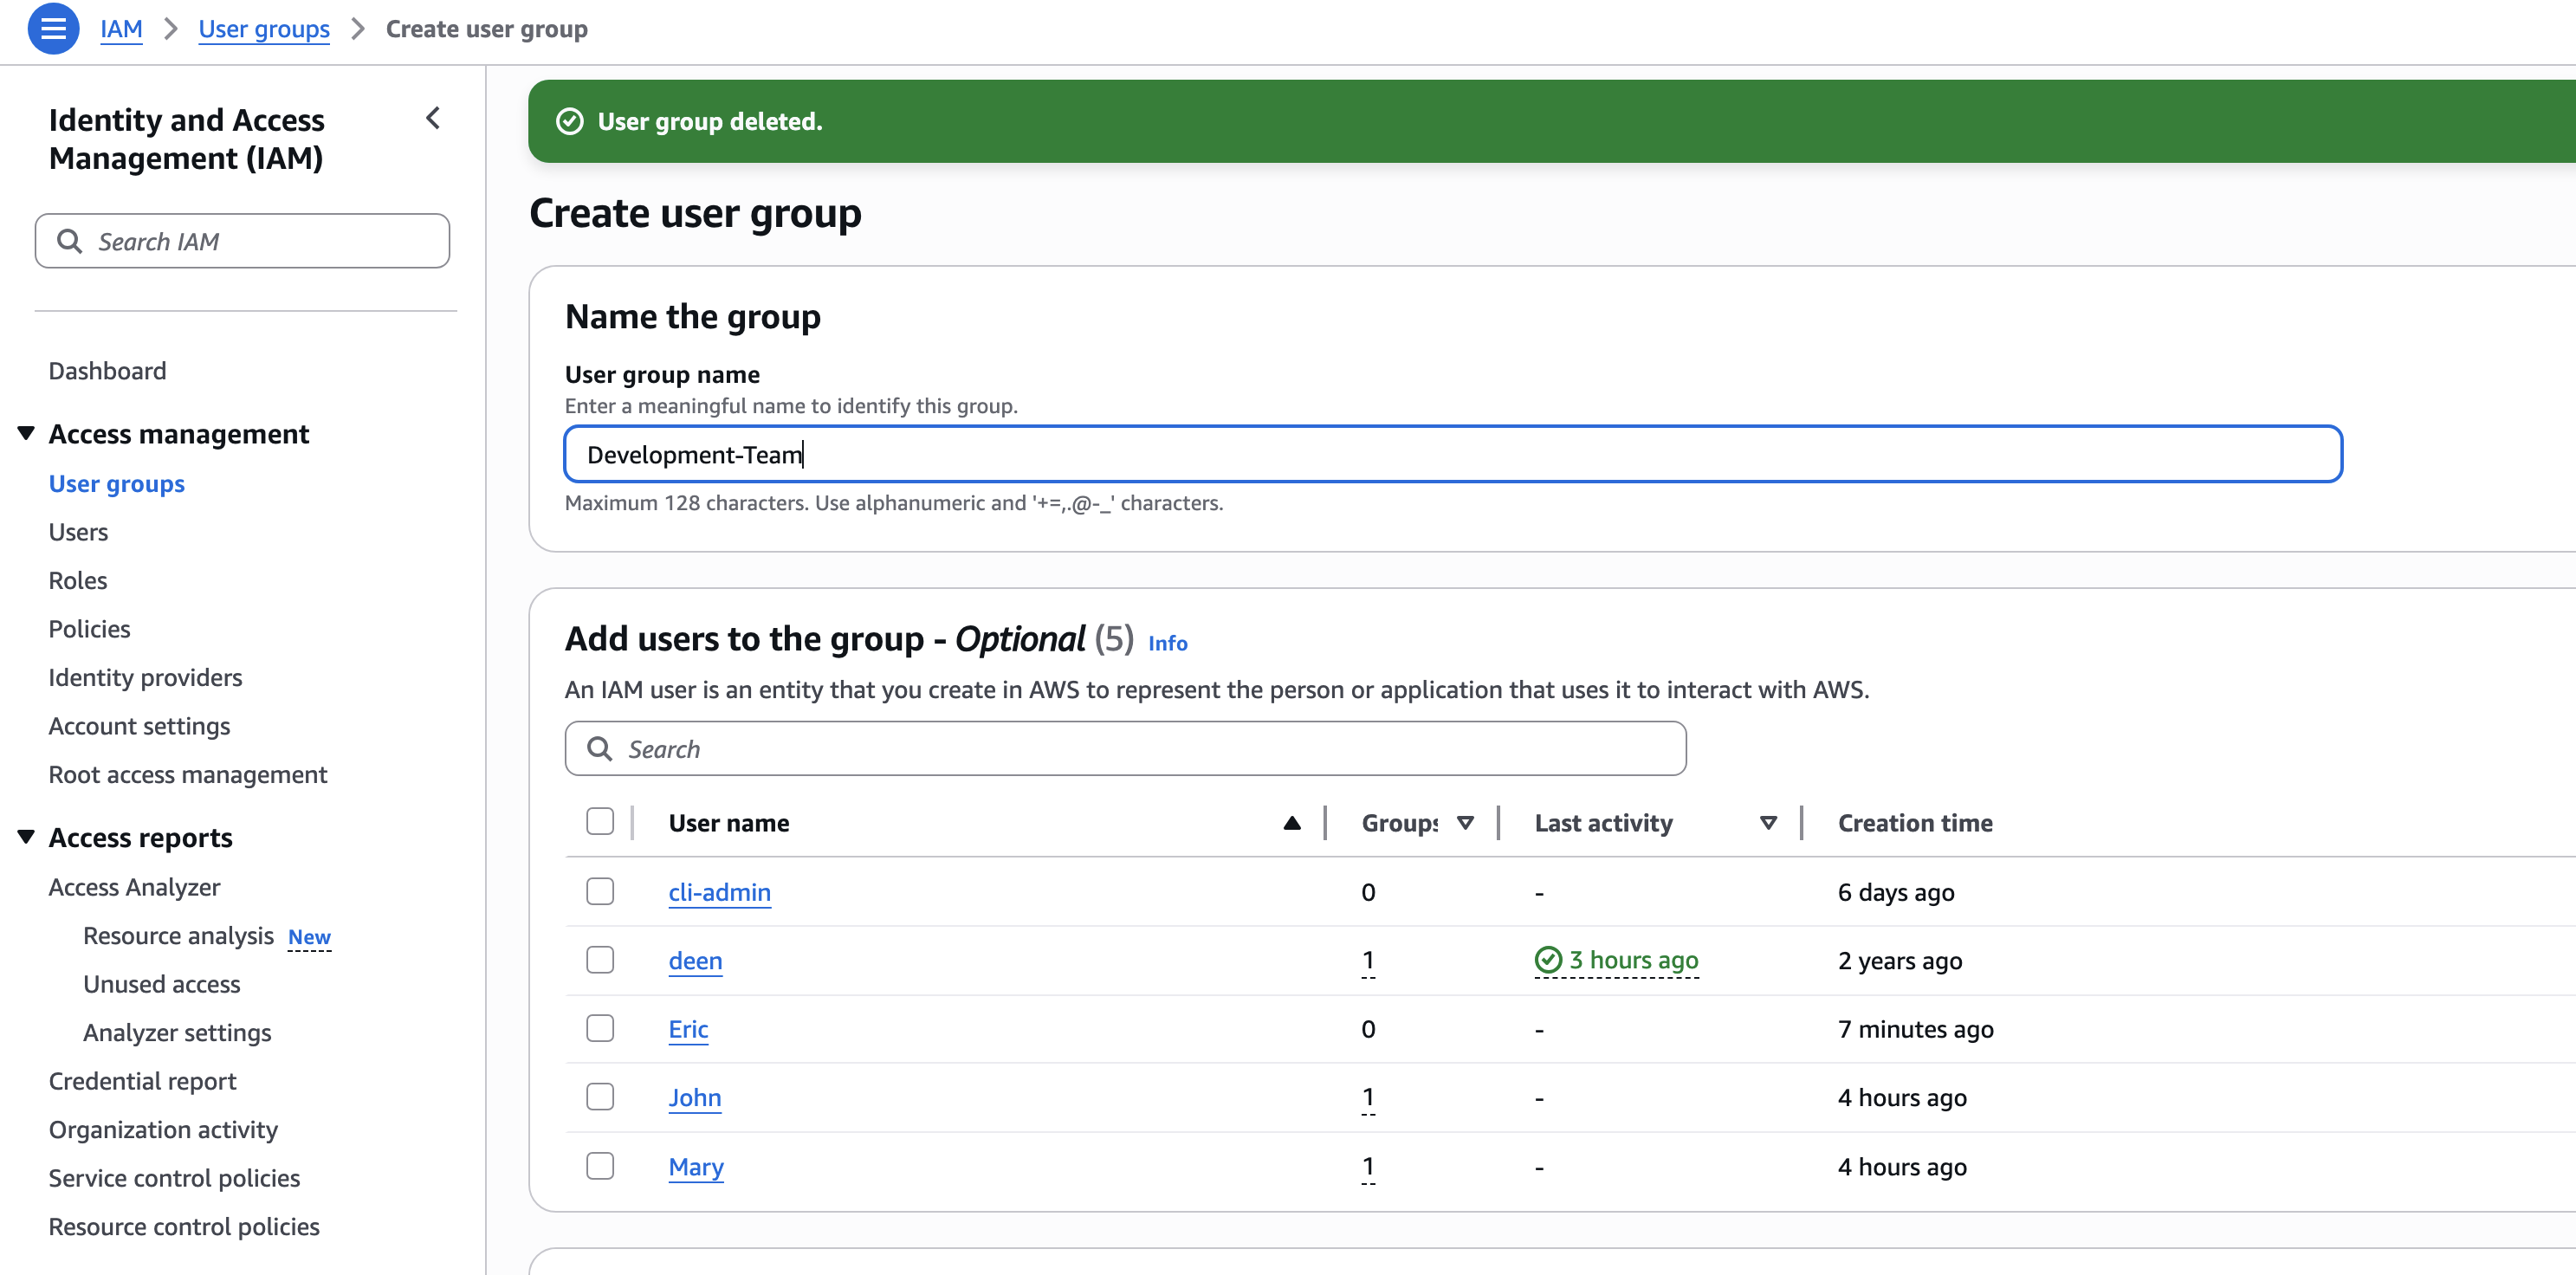 IAM > User groups > Create user group
Identity and Access
Management (IAM)
Search IAM
Dashboard
Access management
User groups
Users
Roles
Policies
Identity providers
Account settings
Root access management
Access reports
Access Analyzer
Resource analysis New
Unused access
Analyzer settings
Credential report
Organization activity
Service control policies
Resource control policies
User group deleted.
Create user group
Name the group
User group name
Enter a meaningful name to identify this group.
Development-Team
Maximum 128 characters. Use alphanumeric and '+=,.@-_' characters.
Add users to the group - Optional (5) Info
An IAM user is an entity that you create in AWS to represent the person or application that uses it to interact with AWS.
Search
User name Groups Last activity Creation time
cli-admin 0 - 6 days ago
deen 1 3 hours ago 2 years ago
Eric 0 - 7 minutes ago
John 1 - 4 hours ago
Mary 1 - 4 hours ago